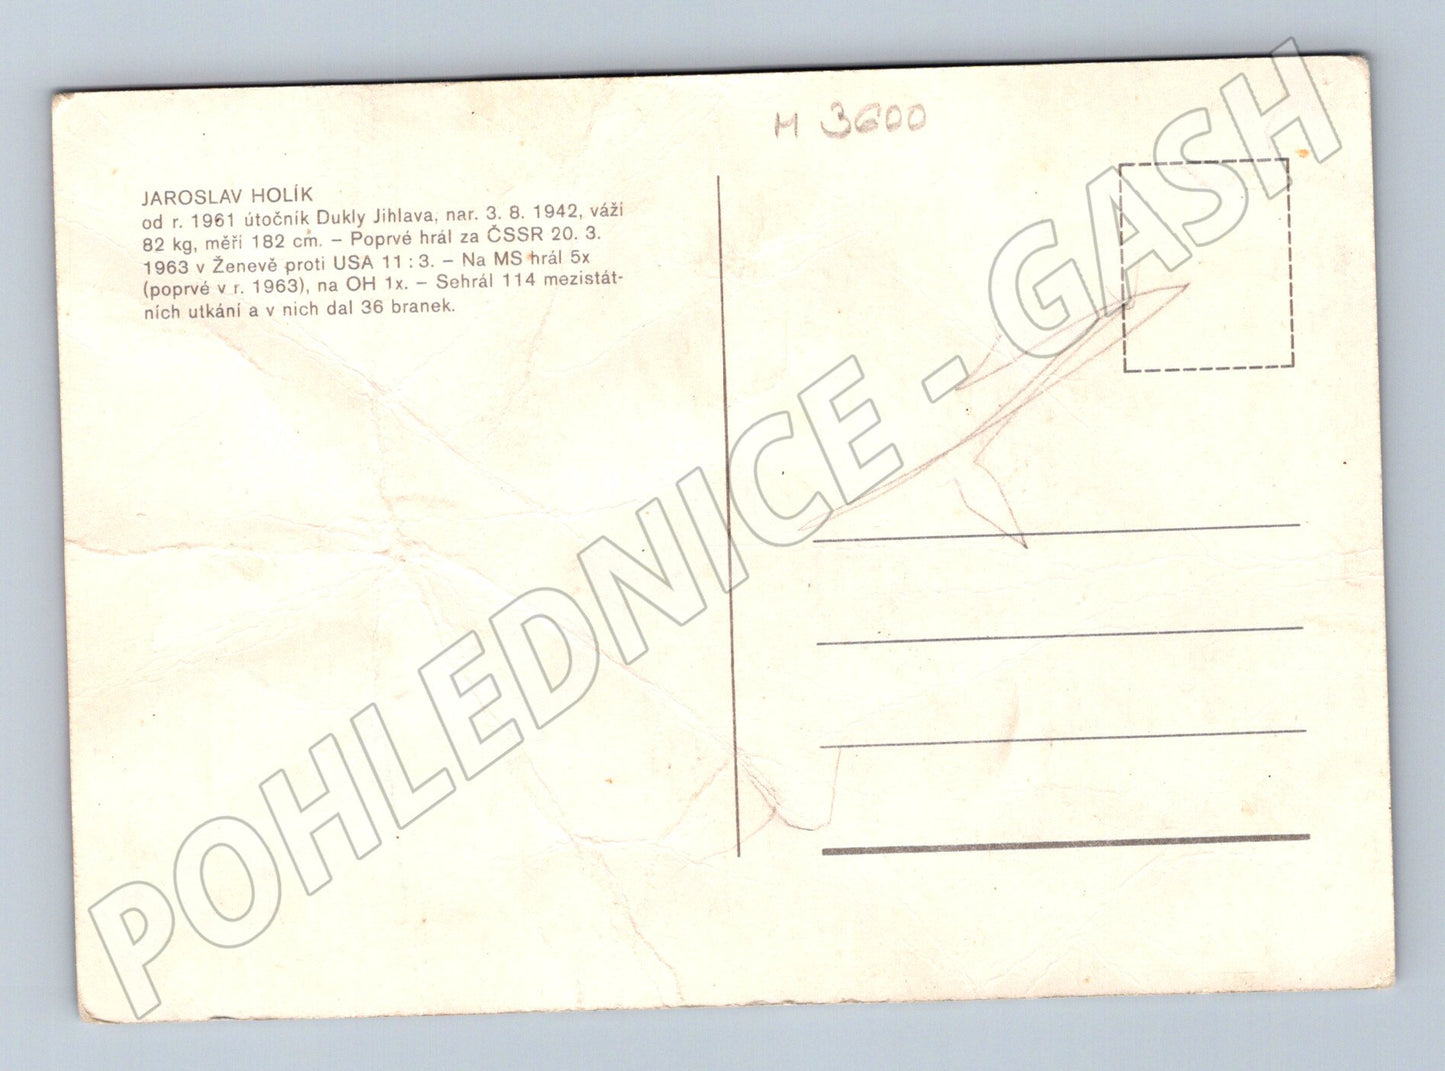 M 3600
JAROSLAV HOLÍK
od r. 1961 útočník Dukly Jihlava, nar. 3. 8. 1942, váží
82 kg, měří 182 cm. – Poprvé hrál za ČSSR 20. 3.
1963 v Ženevě proti USA 11 : 3. – Na MS hrál 5x
(poprvé v r. 1963), na OH 1x. – Sehrál 114 mezistát-
ních utkání a v nich dal 36 branek.
POHLEDNICE - GASH